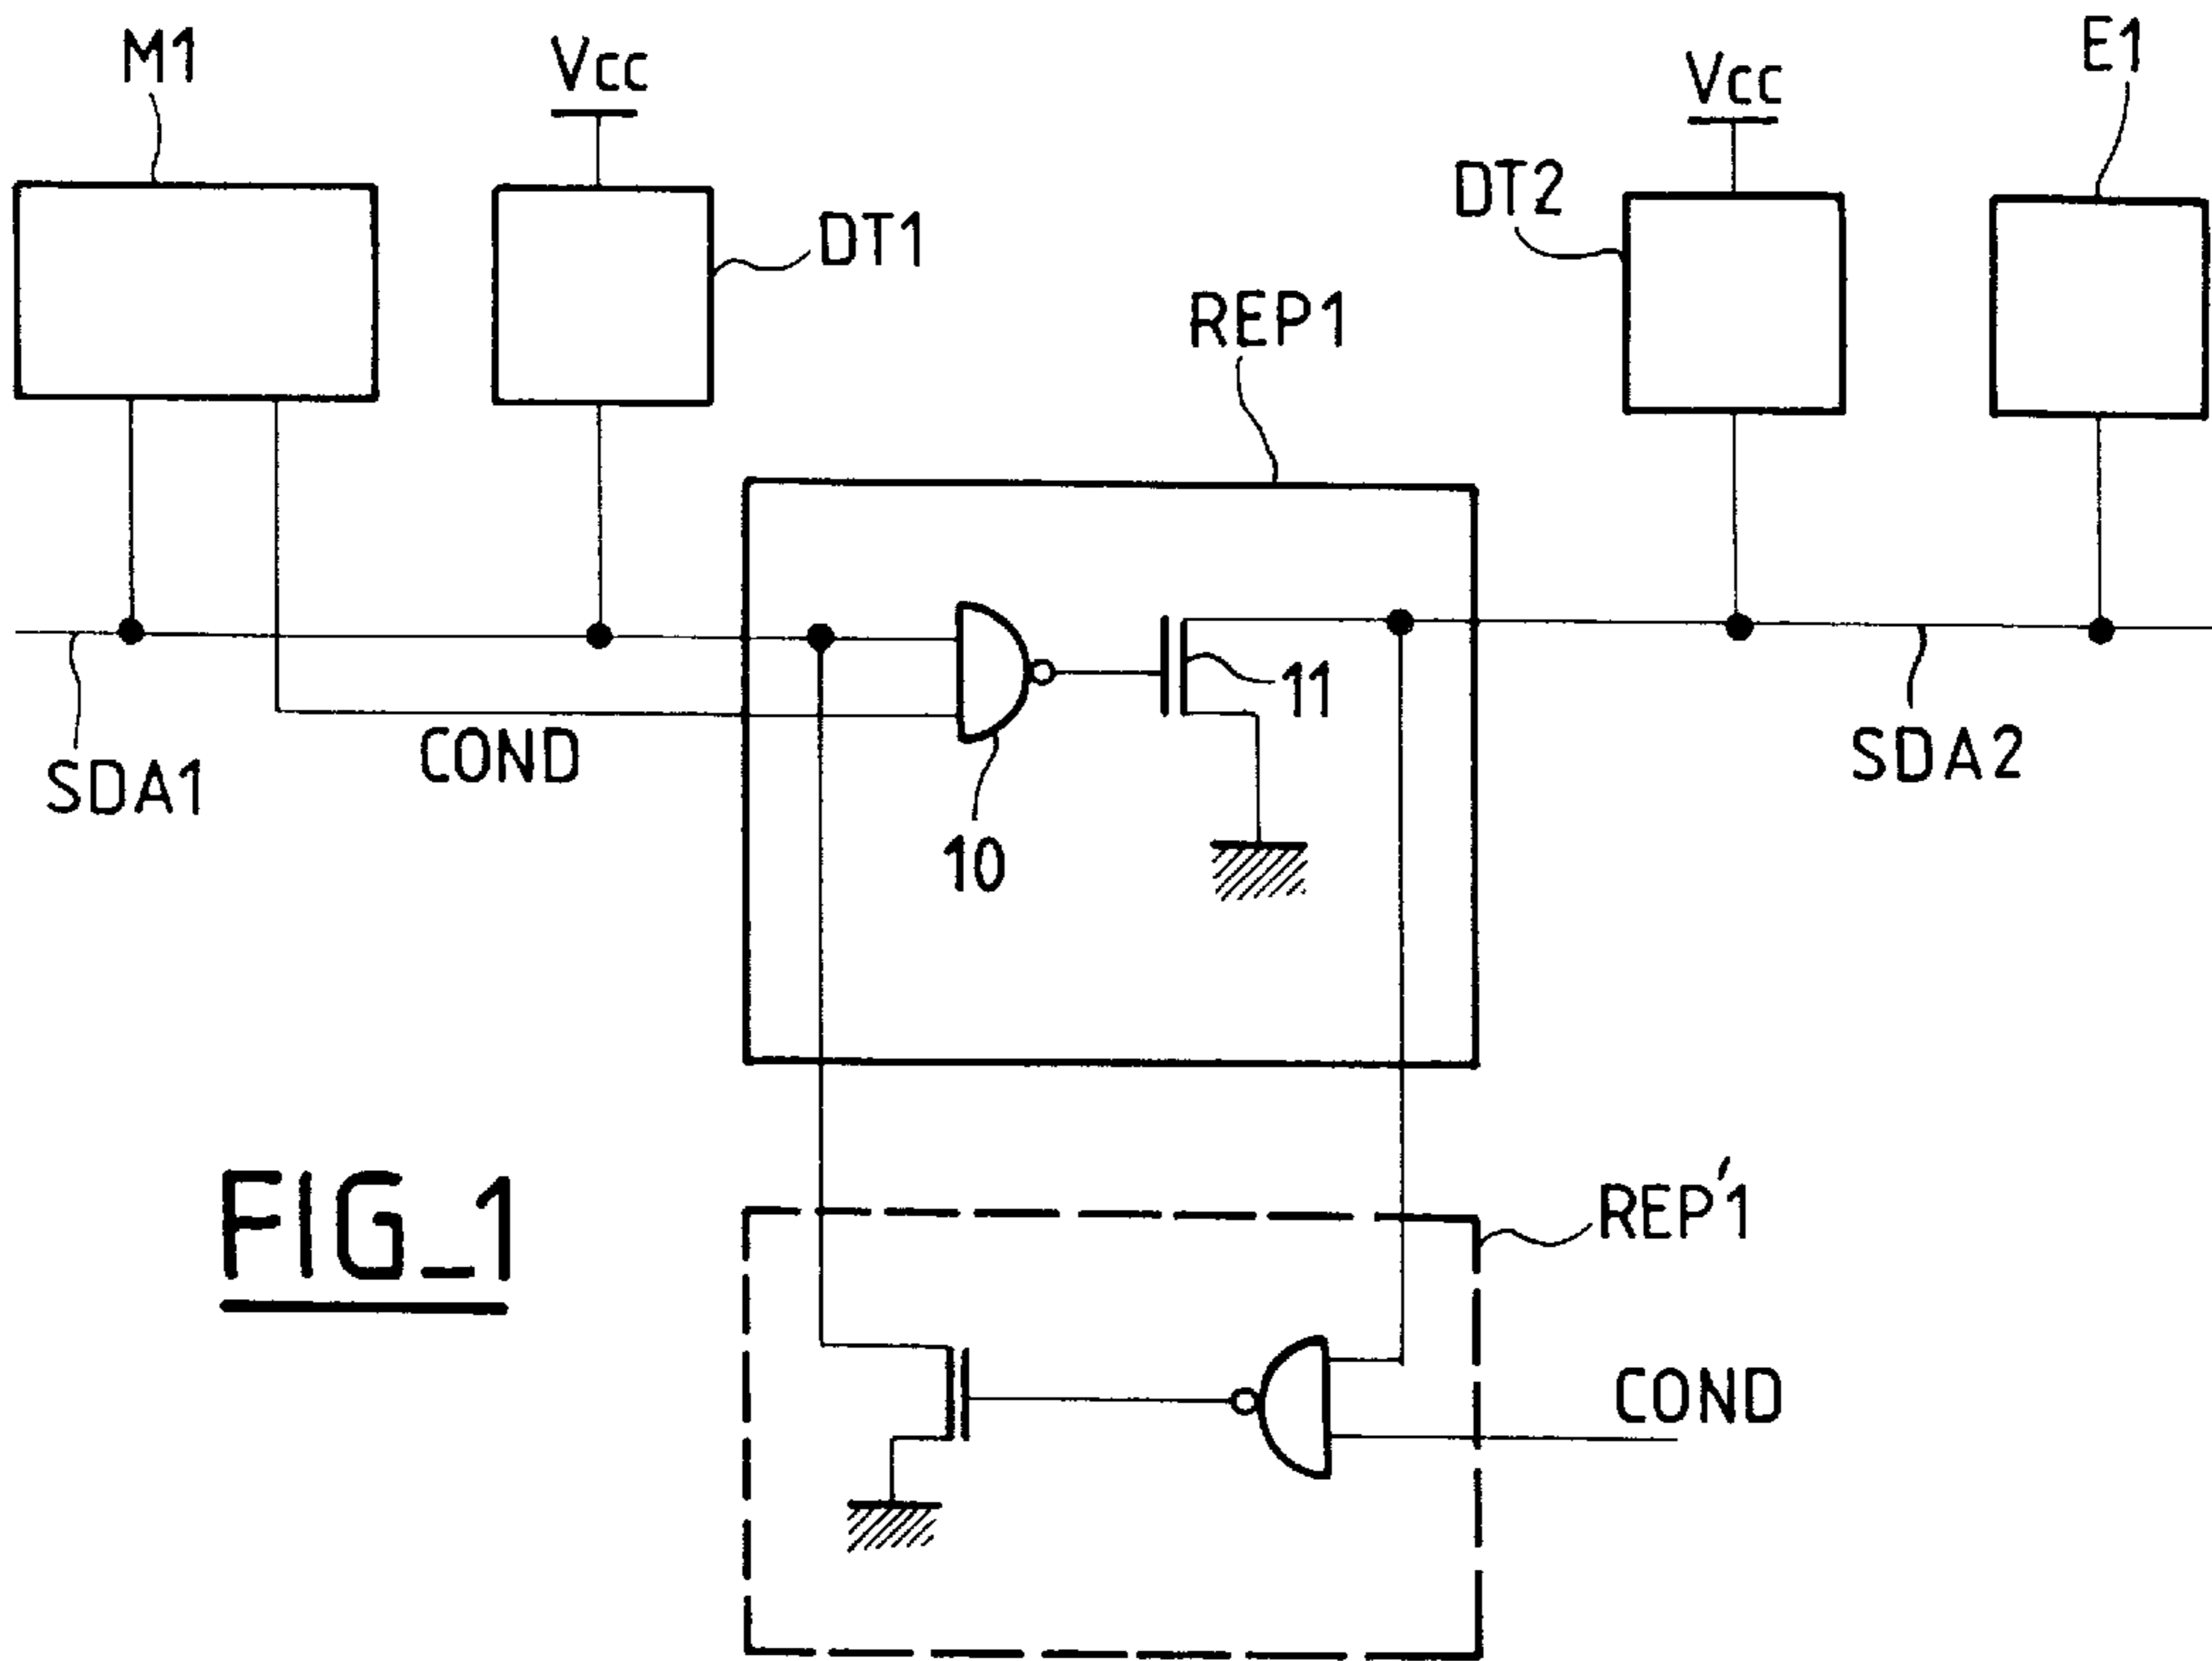 M1
Vcc
Vcc
E1
DT2
DT1
REP1
11
COND
SDA1
SDA2
10
FIG_1
REP'1
COND